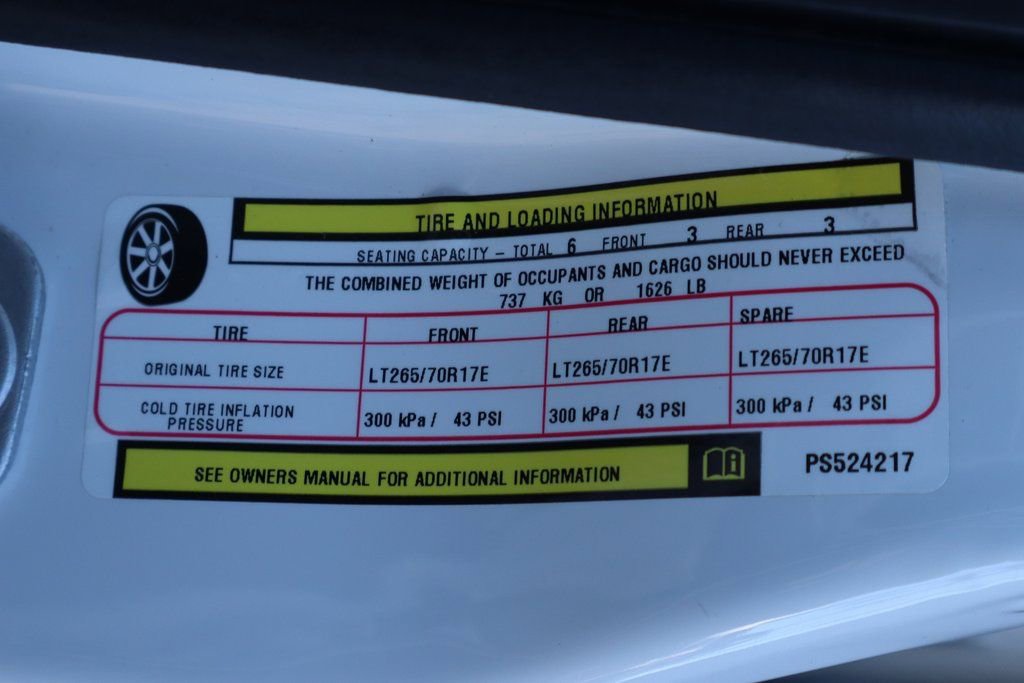 TIRE AND LOADING INFORMATION
SEATING CAPACITY – TOTAL 6 FRONT 3 REAR 3
THE COMBINED WEIGHT OF OCCUPANTS AND CARGO SHOULD NEVER EXCEED
737 KG OR 1626 LB
TIRE FRONT REAR SPARE
ORIGINAL TIRE SIZE LT265/70R17E LT265/70R17E LT265/70R17E
COLD TIRE INFLATION
PRESSURE 300 kPa / 43 PSI 300 kPa / 43 PSI 300 kPa / 43 PSI
SEE OWNERS MANUAL FOR ADDITIONAL INFORMATION
PS524217